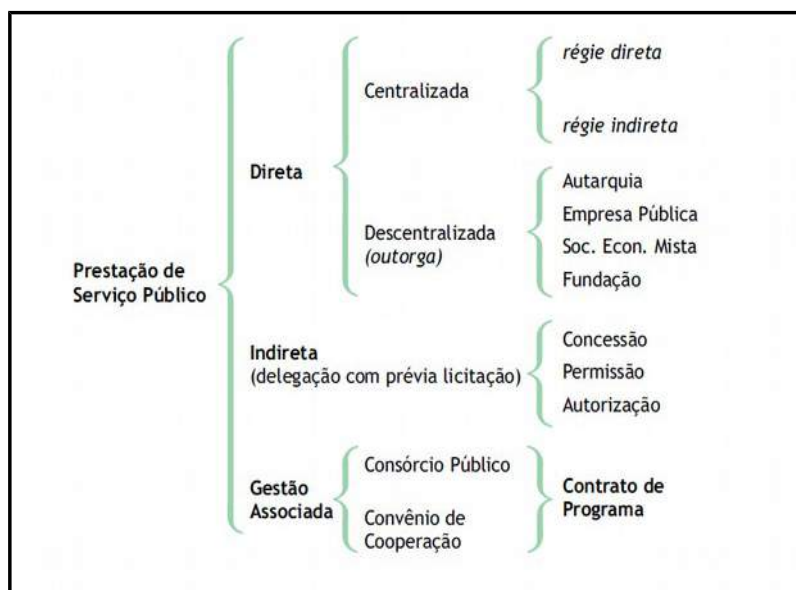 Prestação de
Serviço Público
Direta
Centralizada
régie direta
régie indireta
Descentralizada
(outorga)
Autarquia
Empresa Pública
Soc. Econ. Mista
Fundação
Indireta
(delegação com prévia licitação)
Concessão
Permissão
Autorização
Gestão
Associada
Consórcio Público
Convênio de
Cooperação
Contrato de
Programa